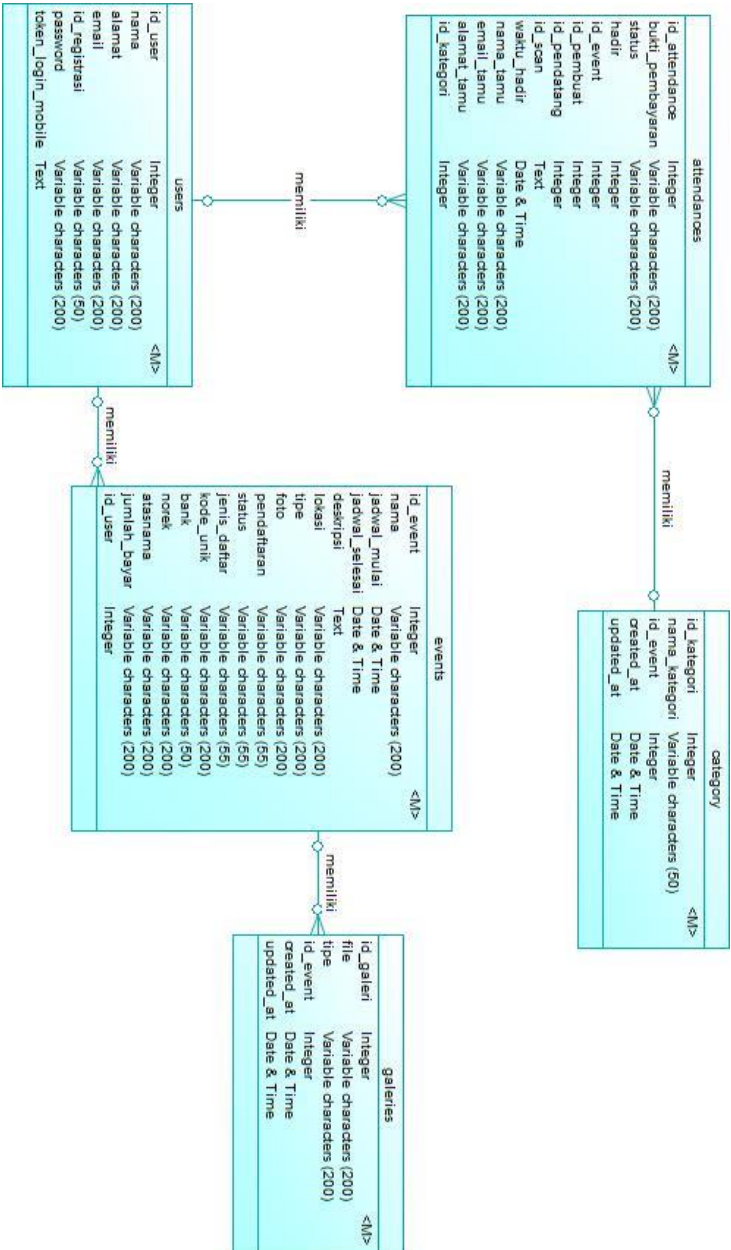 attendances
id_attendance Integer <M>
bukti_pembayaran Variable characters (200)
status Variable characters (200)
hadir Integer
id_event Integer
id_pembuat Integer
id_pendatang Integer
id_scan Text
waktu_hadir Date & Time
nama_tamu Variable characters (200)
email_tamu Variable characters (200)
alamat_tamu Variable characters (200)
id_kategori Integer
memiliki
category
id_kategori Integer <M>
nama_kategori Variable characters (50)
id_event Integer
created_at Date & Time
updated_at Date & Time
memiliki
users
id_user Integer <M>
nama Variable characters (200)
alamat Variable characters (200)
email Variable characters (200)
id_registrasi Variable characters (50)
password Variable characters (200)
token_login_mobile Text
memiliki
events
id_event Integer <M>
nama Variable characters (200)
jadwal_mulai Date & Time
jadwal_selesai Date & Time
deskripsi Text
lokasi Variable characters (200)
tipe Variable characters (200)
foto Variable characters (200)
pendaftaran Variable characters (55)
status Variable characters (55)
jenis_daftar Variable characters (55)
kode_unik Variable characters (200)
bank Variable characters (50)
norek Variable characters (200)
atasnama Variable characters (200)
jumlah_bayar Variable characters (200)
id_user Integer
memiliki
galeries
id_galeri Integer <M>
file Variable characters (200)
tipe Variable characters (200)
id_event Integer
created_at Date & Time
updated_at Date & Time